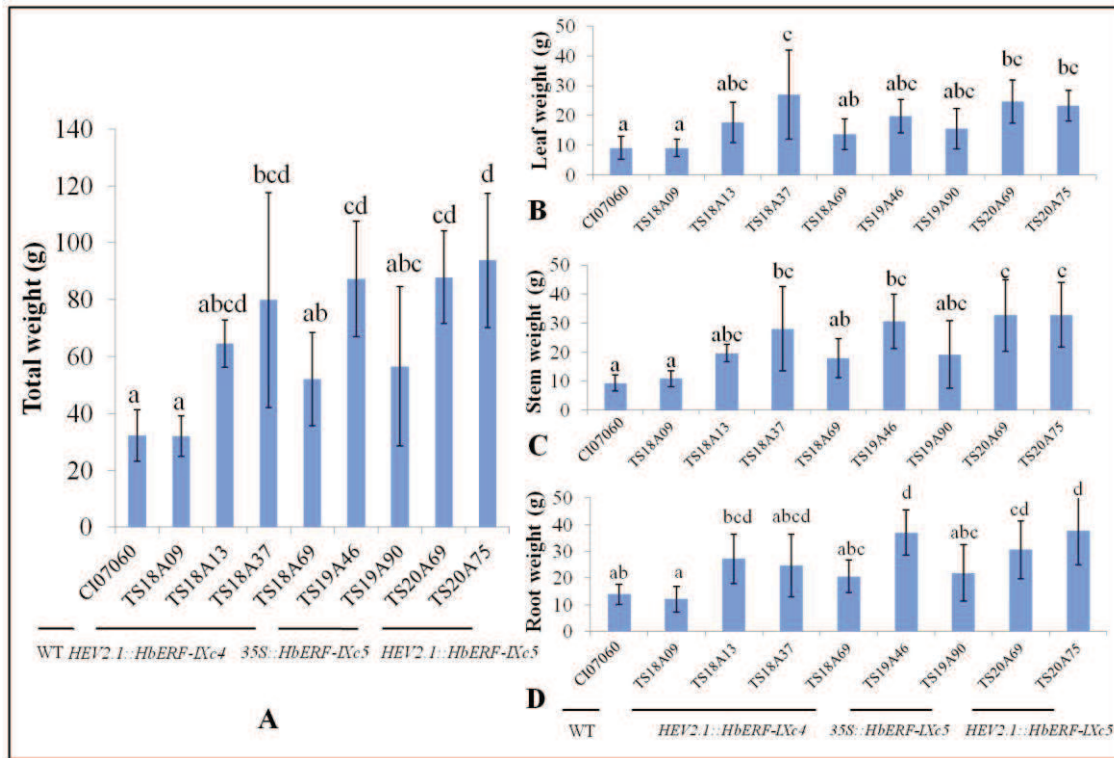 Total weight (g)
140
120
100
80
60
40
20
0
a
a
abcd
bcd
ab
cd
abc
cd
d
CI07060
TS18A09
TS18A13
TS18A37
TS18A69
TS19A46
TS19A90
TS20A69
TS20A75
WT HEV2.1::HbERF-IXc4 35S::HbERF-IXc5 HEV2.1::HbERF-IXc5
A
Leaf weight (g)
50
40
30
20
10
0
a
a
abc
c
ab
abc
abc
bc
bc
B
CI07060
TS18A09
TS18A13
TS18A37
TS18A69
TS19A46
TS19A90
TS20A69
TS20A75
Stem weight (g)
50
40
30
20
10
0
a
a
abc
bc
ab
bc
abc
c
c
C
CI07060
TS18A09
TS18A13
TS18A37
TS18A69
TS19A46
TS19A90
TS20A69
TS20A75
Root weight (g)
50
40
30
20
10
0
ab
a
bcd
abcd
abc
d
abc
cd
d
D
CI07060
TS18A09
TS18A13
TS18A37
TS18A69
TS19A46
TS19A90
TS20A69
TS20A75
WT HEV2.1::HbERF-IXc4 35S::HbERF-IXc5 HEV2.1::HbERF-IXc5